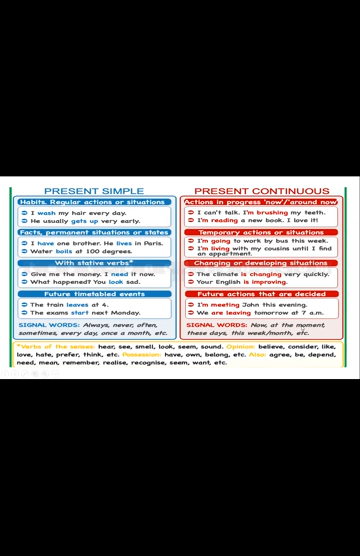 PRESENT SIMPLE
Habits. Regular actions or situations
I wash my hair every day.
He usually gets up very early.
Facts, permanent situations or states
I have one brother. He lives in Paris.
Water boils at 100 degrees.
With stative verbs*
Give me the money. I need it now.
What happened? You look sad.
Future timetabled events
The train leaves at 4.
The exams start next Monday.
SIGNAL WORDS: Always, never, often,
sometimes, every day, once a month, etc.
PRESENT CONTINUOUS
Actions in progress 'now'/'around now
I can't talk. I'm brushing my teeth.
I'm reading a new book. I love it!
Temporary actions or situations
I'm going to work by bus this week.
I'm living with my cousins until I find
an appartment.
Changing or developing situations
The climate is changing very quickly.
Your English is improving.
Future actions that are decided
I'm meeting John this evening.
We are leaving tomorrow at 7 a.m.
SIGNAL WORDS: Now, at the moment,
these days, this week/month, etc.
*Verbs of the senses: hear, see, smell, look, seem, sound. Opinion: believe, consider, like,
love, hate, prefer, think, etc. Possession: have, own, belong, etc. Also: agree, be, depend,
need, mean, remember, realise, recognise, seem, want, etc.